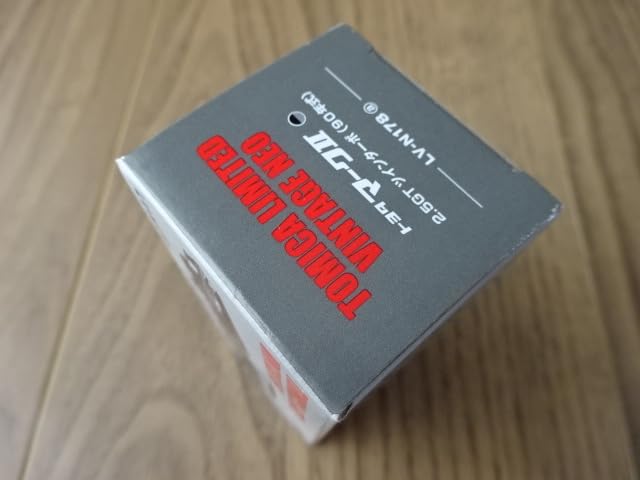 TOMICA LIMITED
VINTAGE NEO
トヨタ マークII
2.5GT ツインターボ (90年式)
LV-N178 ⓐ